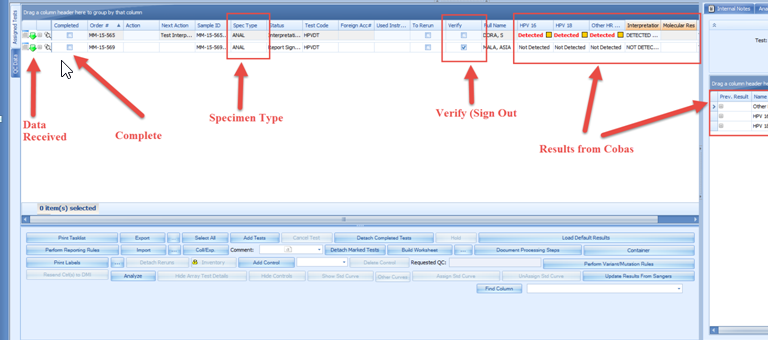 Drag a column header here to group by that column
Completed Order # Action Next Action Sample ID Spec Type Status Test Code Foreign Acc# Used Instr... To Rerun Verify Full Name HPV 16 HPV 18 Other HR ... Interpretation Molecular Res
MM-15-565 Test Interp... MM-15-565... ANAL Interpretati... HPVDT DORA, S Detected Detected Detected DETECTED ...
MM-15-569 MM-15-569... ANAL Report Sign... HPVDT MALA, ASIA Not Detected Not Detected Not Detected NOT DETEC...
Assigned Tests
QC Data
Data
Received
Complete
Specimen Type
Verify (Sign Out
Results from Cobas
Internal Notes
Test:
Drag a column he
Prev. Result Name
Other
HPV 16
HPV 18
0 item(s) selected
Print Tasklist Export ... Select All Add Tests Cancel Test Detach Completed Tests Hold Load Default Results
Perform Reporting Rules Import ... Coll/Exp Comment: Detach Marked Tests Build Worksheet ... Document Processing Steps Container
Print Labels ... Detach Reruns Inventory Add Control Delete Control Requested QC: Perform Variant/Mutation Rules
Resend Order to DMI Analyze Hide Array Test Details Hide Controls Show Std Curve Other Curves Assign Std Curve Unassign Std Curve Update Results From Sangers
Find Column